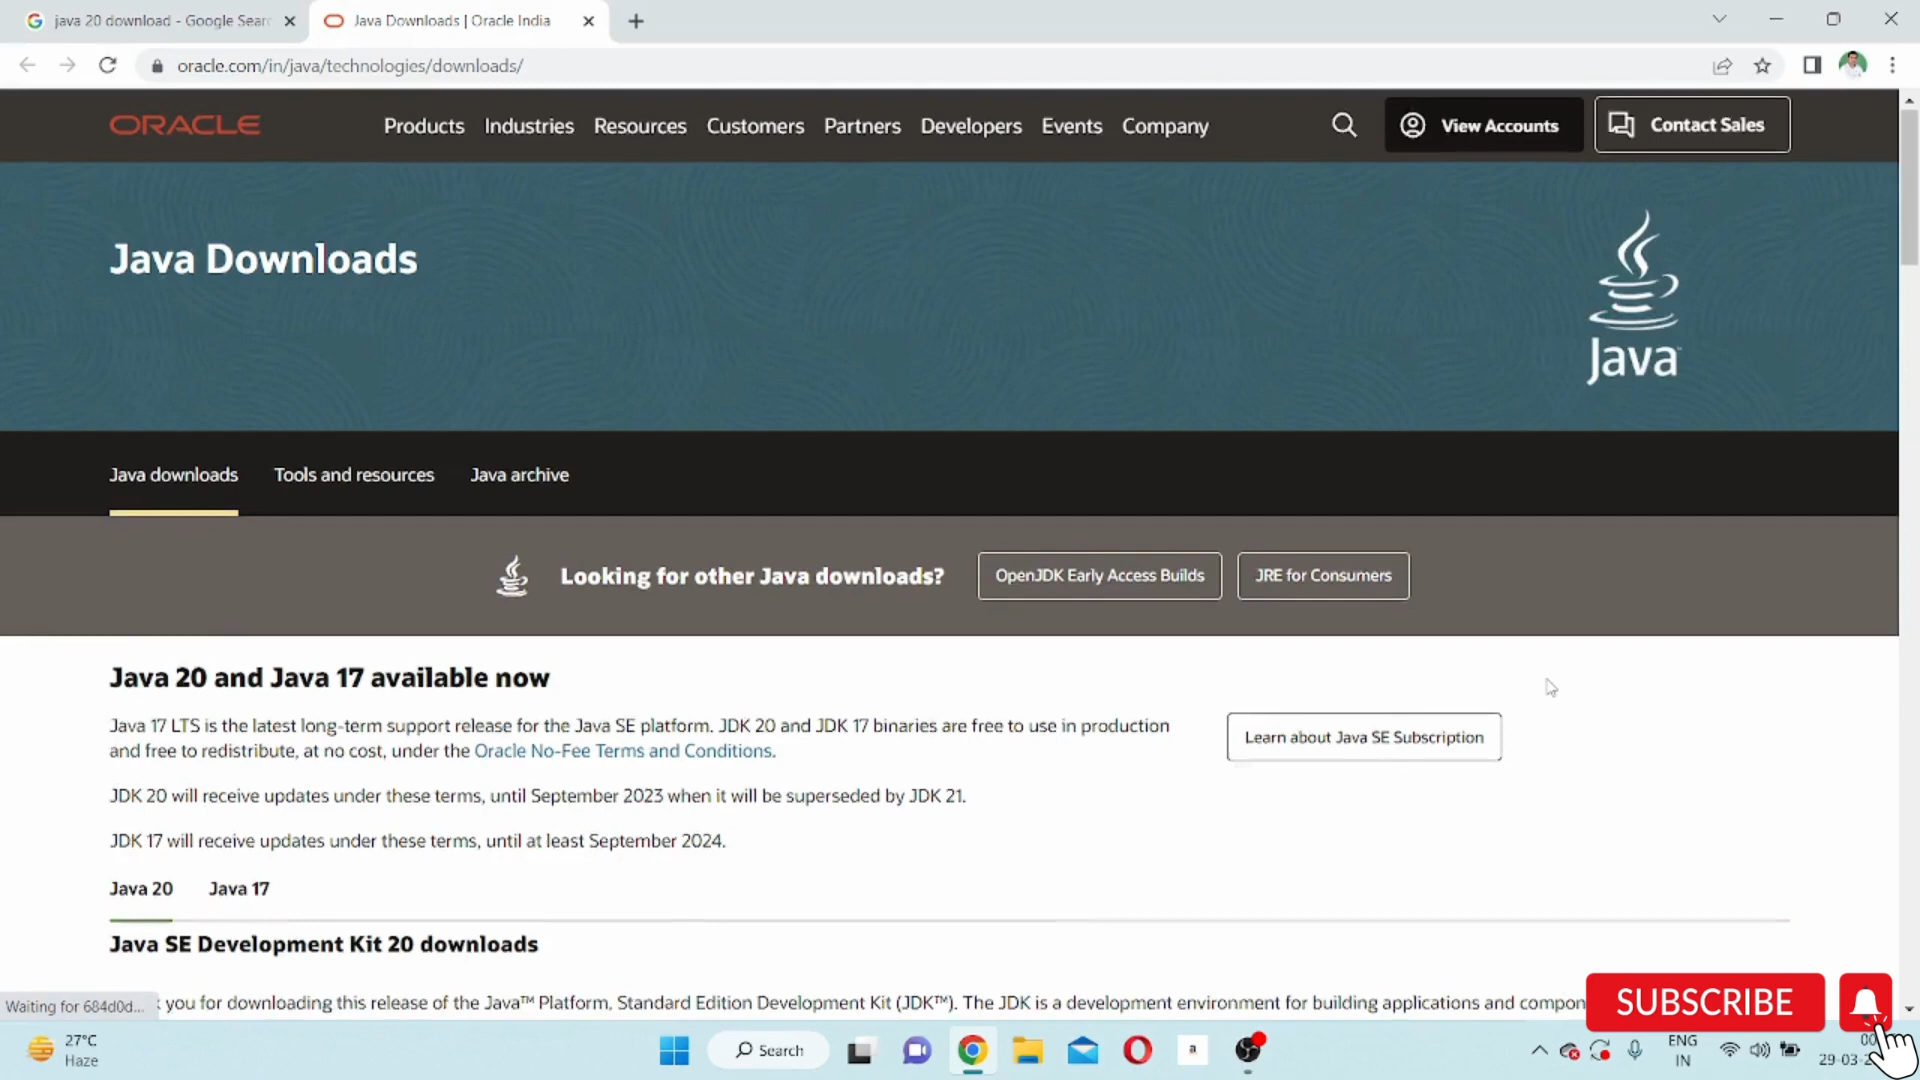 java 20 download - Google Sear
Java Downloads | Oracle India
oracle.com/in/java/technologies/downloads/
ORACLE
Products Industries Resources Customers Partners Developers Events Company
View Accounts
Contact Sales
Java Downloads
Java
Java downloads Tools and resources Java archive
Looking for other Java downloads?
OpenJDK Early Access Builds
JRE for Consumers
Java 20 and Java 17 available now
Java 17 LTS is the latest long-term support release for the Java SE platform. JDK 20 and JDK 17 binaries are free to use in production
and free to redistribute, at no cost, under the Oracle No-Fee Terms and Conditions.
Learn about Java SE Subscription
JDK 20 will receive updates under these terms, until September 2023 when it will be superseded by JDK 21.
JDK 17 will receive updates under these terms, until at least September 2024.
Java 20 Java 17
Java SE Development Kit 20 downloads
you for downloading this release of the Java™ Platform, Standard Edition Development Kit (JDK™). The JDK is a development environment for building applications and compon
Waiting for 684d0d...
SUBSCRIBE
27°C
Haze
Search
a
ENG
IN
00
29-03-2